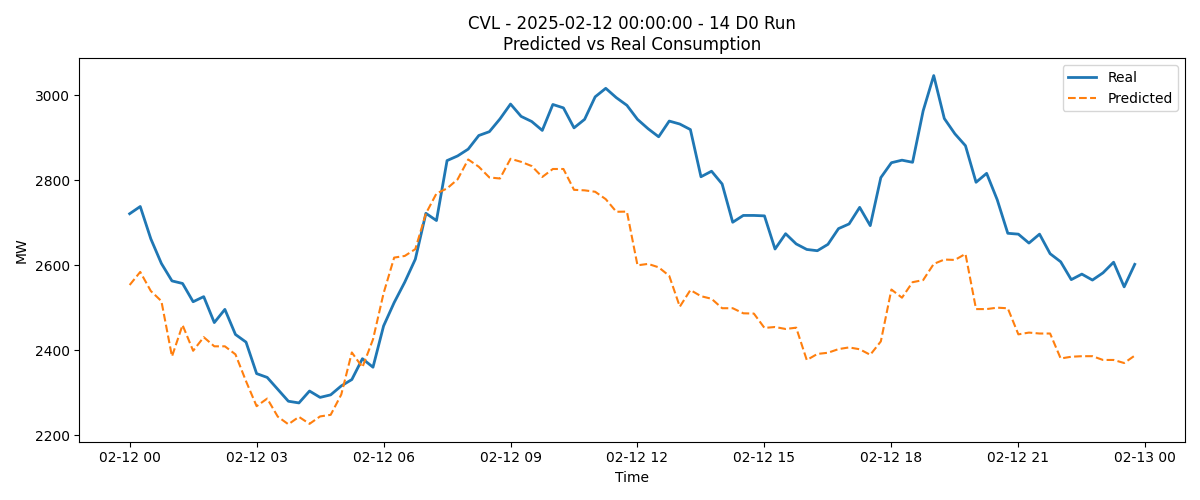 CVL - 2025-02-12 00:00:00 - 14 D0 Run
Predicted vs Real Consumption
Real
Predicted
MW
3000
2800
2600
2400
2200
02-12 00
02-12 03
02-12 06
02-12 09
02-12 12
02-12 15
02-12 18
02-12 21
02-13 00
Time